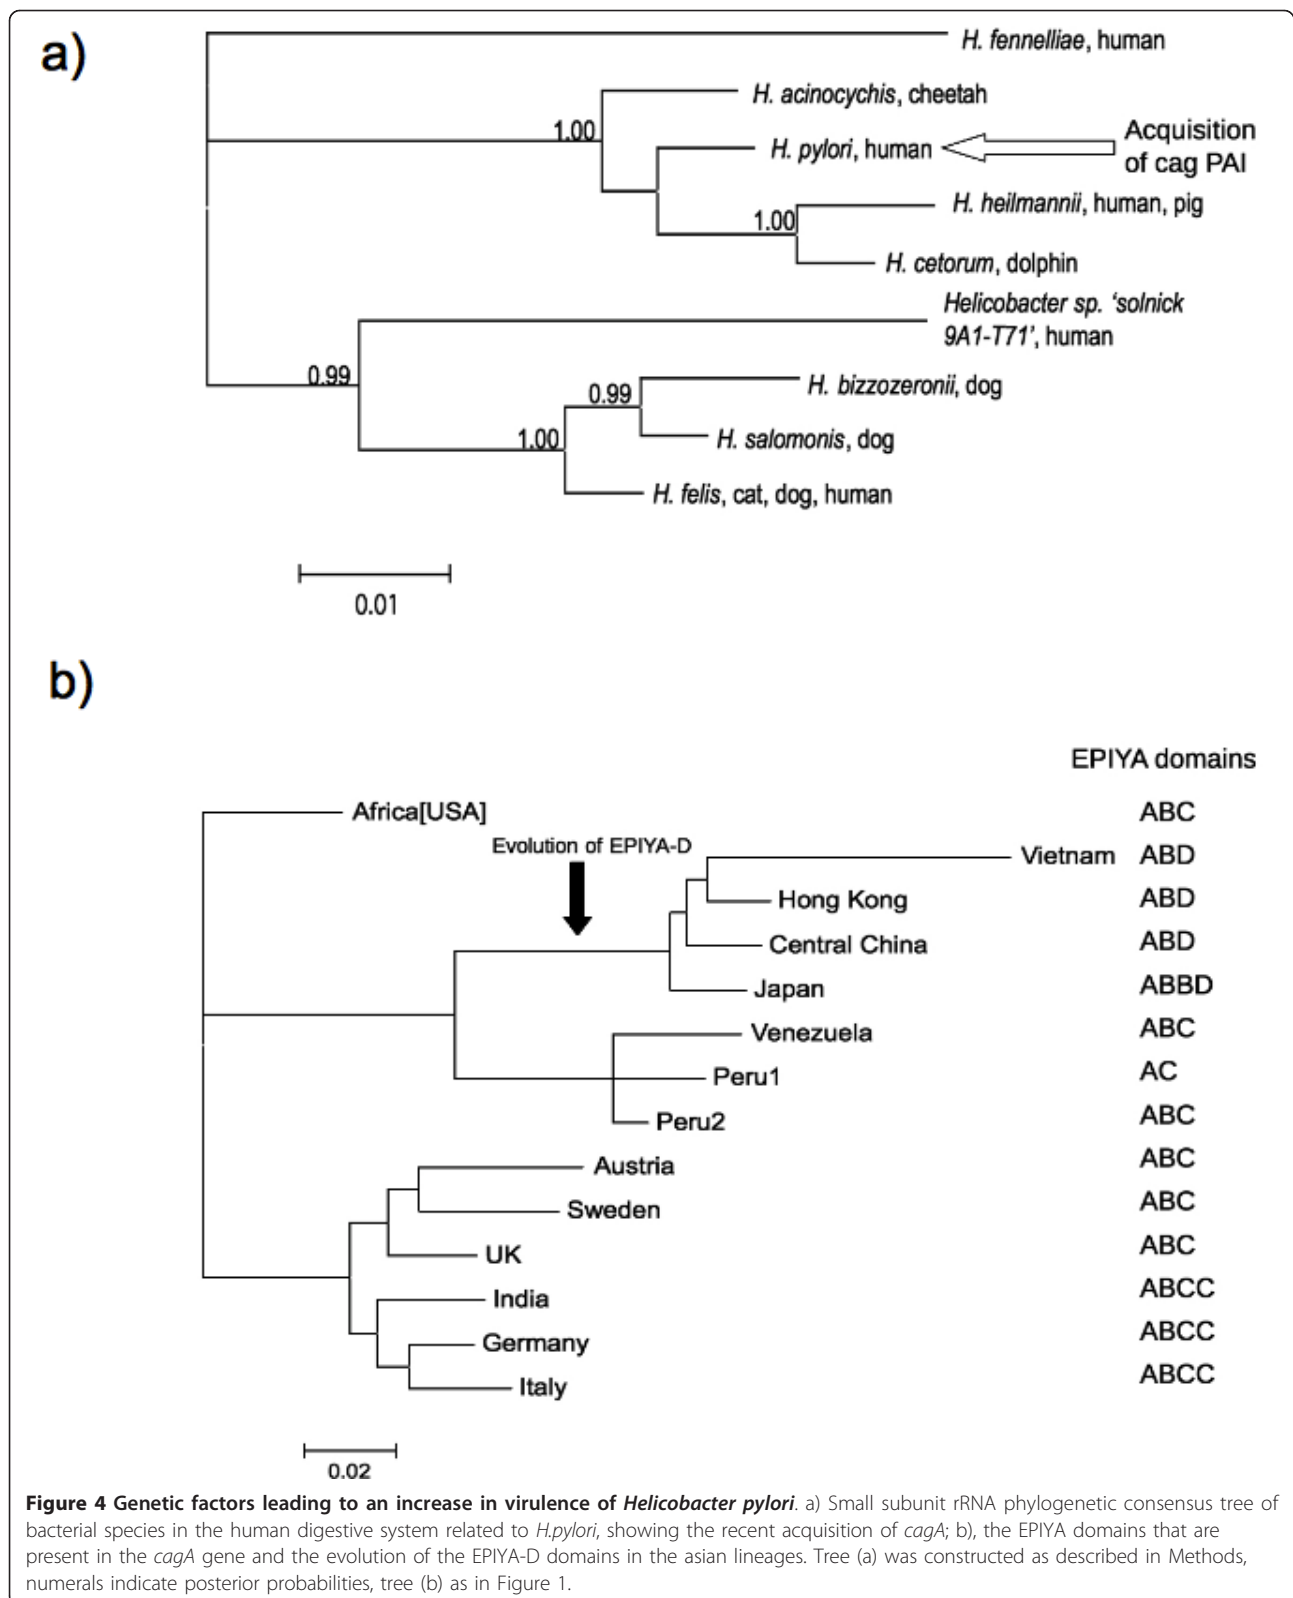 a)
H. fennelliae, human
H. acinocychis, cheetah
1.00
H. pylori, human
Acquisition
of cag PAI
H. heilmannii, human, pig
1.00
H. cetorum, dolphin
Helicobacter sp. ‘solnick
9A1-T71’, human
0.99
H. bizzozeronii, dog
0.99
H. salomonis, dog
1.00
H. felis, cat, dog, human
0.01
b)
EPIYA domains
Africa[USA] ABC
Evolution of EPIYA-D
Vietnam ABD
Hong Kong ABD
Central China ABD
Japan ABBD
Venezuela ABC
Peru1 AC
Peru2 ABC
Austria ABC
Sweden ABC
UK ABC
India ABCC
Germany ABCC
Italy ABCC
0.02
Figure 4 Genetic factors leading to an increase in virulence of Helicobacter pylori. a) Small subunit rRNA phylogenetic consensus tree of
bacterial species in the human digestive system related to H.pylori, showing the recent acquisition of cagA; b), the EPIYA domains that are
present in the cagA gene and the evolution of the EPIYA-D domains in the asian lineages. Tree (a) was constructed as described in Methods,
numerals indicate posterior probabilities, tree (b) as in Figure 1.